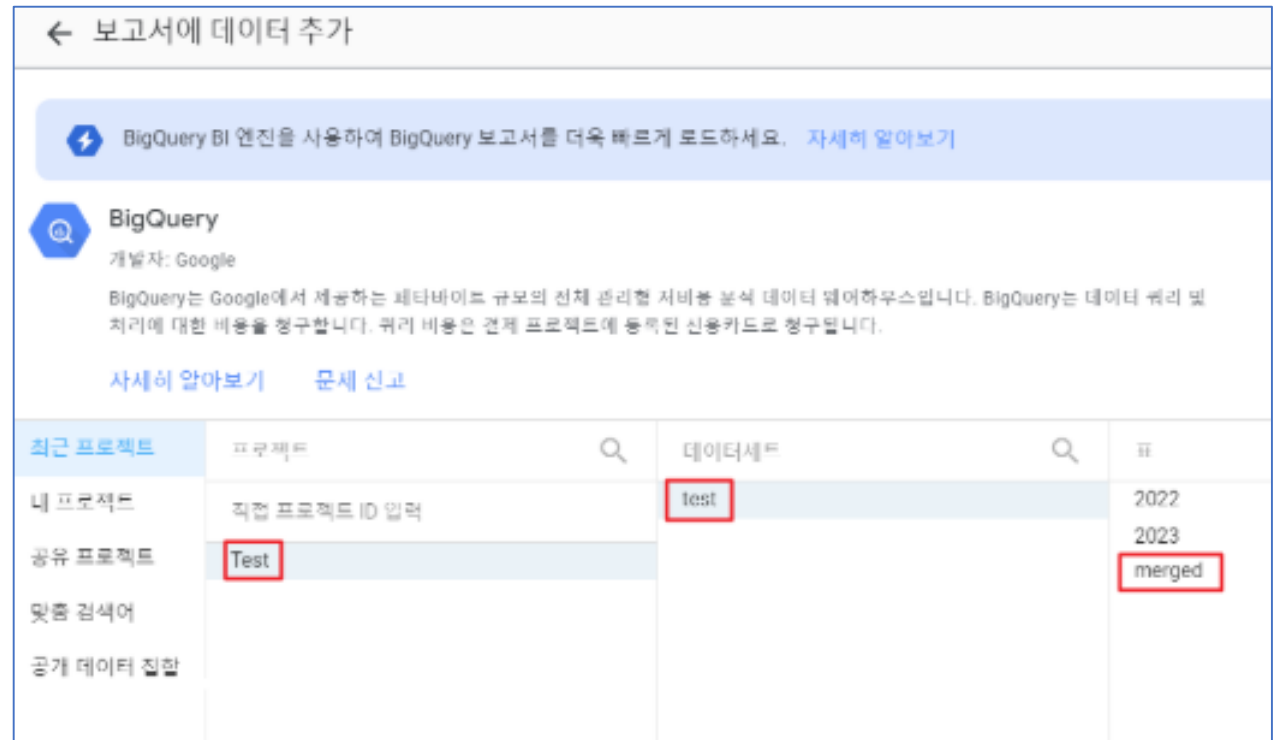 보고서에 데이터 추가
BigQuery BI 엔진을 사용하여 BigQuery 보고서를 더욱 빠르게 로드하세요. 자세히 알아보기
BigQuery
개발자: Google
BigQuery는 Google에서 제공하는 페타바이트 규모의 전체 관리형 저비용 분석 데이터 웨어하우스입니다. BigQuery는 데이터 쿼리 및
처리에 대한 비용을 청구합니다. 쿼리 비용은 결제 프로젝트에 등록된 신용카드로 청구됩니다.
자세히 알아보기 문제 신고
최근 프로젝트 프로젝트 데이터세트 표
내 프로젝트 직접 프로젝트 ID 입력 test 2022
2023
공유 프로젝트 Test merged
맞춤 검색어
공개 데이터 집합